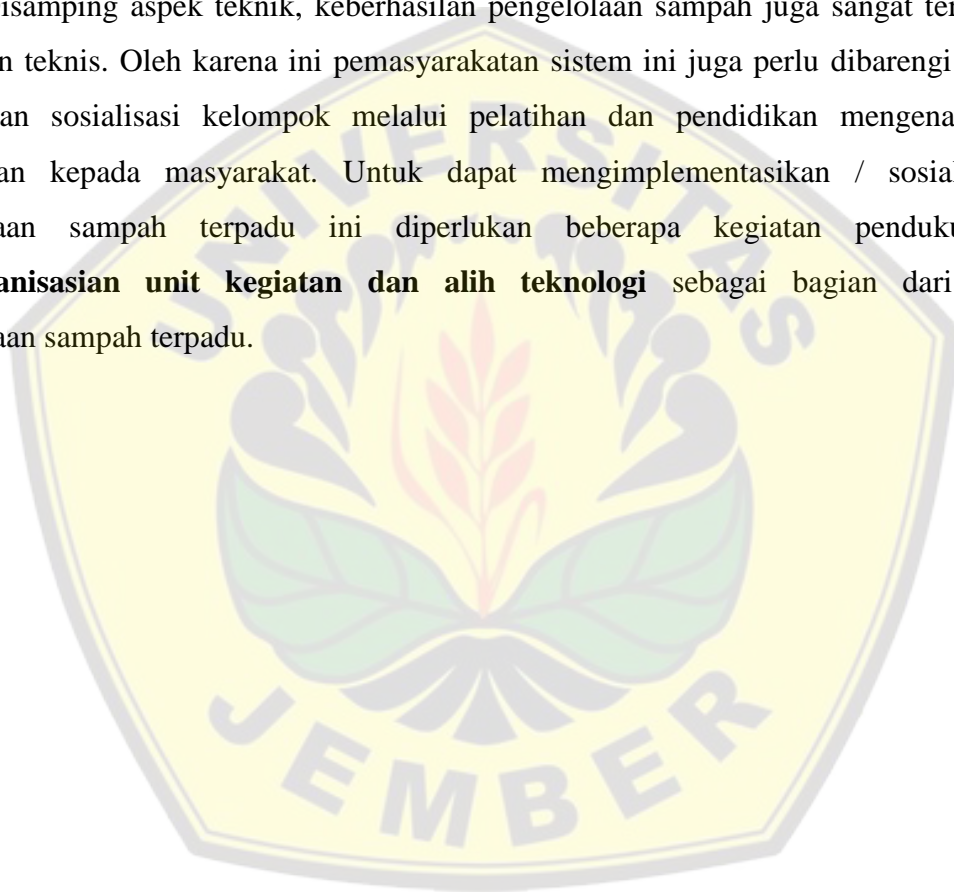 isamping aspek teknik, keberhasilan pengelolaan sampah juga sangat ter
n teknis. Oleh karena ini pemasyarakatan sistem ini juga perlu dibarengi
an sosialisasi kelompok melalui pelatihan dan pendidikan mengena
an kepada masyarakat. Untuk dapat mengimplementasikan / sosial
aan sampah terpadu ini diperlukan beberapa kegiatan penduku
anisasian unit kegiatan dan alih teknologi sebagai bagian dari
aan sampah terpadu.
UNIVERSITAS
JEMBER